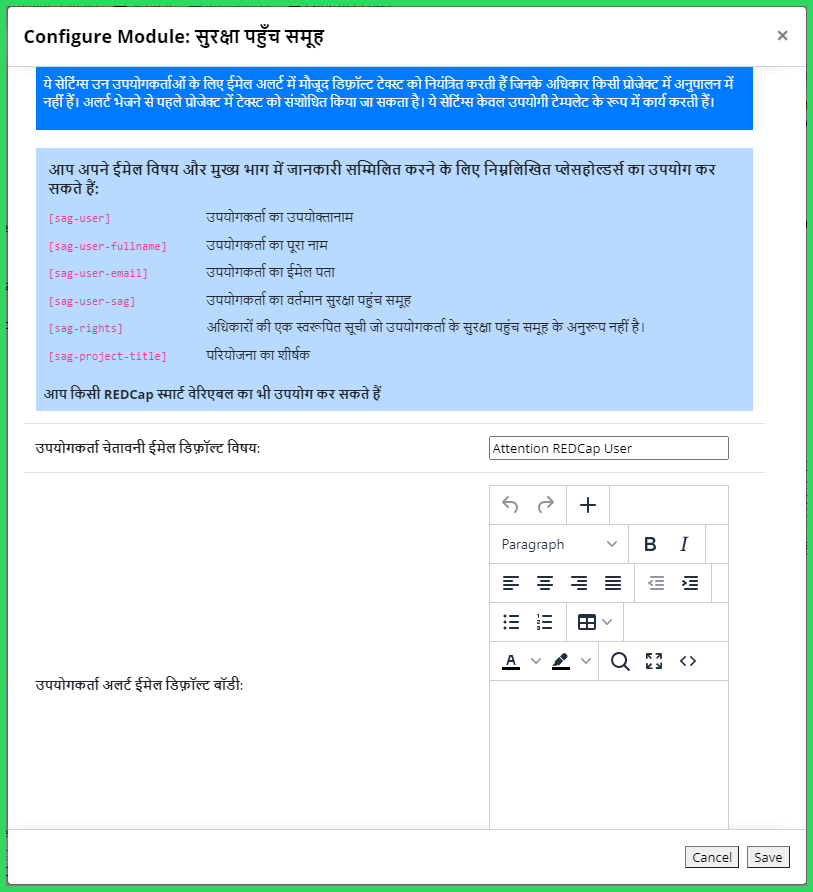 Configure Module: सुरक्षा पहुँच समूह
×
ये सेटिंग्स उन उपयोगकर्ताओं के लिए ईमेल अलर्ट में मौजूद डिफ़ॉल्ट टेक्स्ट को नियंत्रित करती हैं जिनके अधिकार किसी प्रोजेक्ट में अनुपालन में
नहीं हैं। अलर्ट भेजने से पहले प्रोजेक्ट में टेक्स्ट को संशोधित किया जा सकता है। ये सेटिंग्स केवल उपयोगी टेम्पलेट के रूप में कार्य करती हैं।
आप अपने ईमेल विषय और मुख्य भाग में जानकारी सम्मिलित करने के लिए निम्नलिखित प्लेसहोल्डर्स का उपयोग कर
सकते हैं:
[sag-user] उपयोगकर्ता का उपयोक्तानाम
[sag-user-fullname] उपयोगकर्ता का पूरा नाम
[sag-user-email] उपयोगकर्ता का ईमेल पता
[sag-user-sag] उपयोगकर्ता का वर्तमान सुरक्षा पहुंच समूह
[sag-rights] अधिकारों की एक स्वरूपित सूची जो उपयोगकर्ता के सुरक्षा पहुंच समूह के अनुरूप नहीं है।
[sag-project-title] परियोजना का शीर्षक
आप किसी REDCap स्मार्ट वेरिएबल का भी उपयोग कर सकते हैं
उपयोगकर्ता चेतावनी ईमेल डिफ़ॉल्ट विषय: Attention REDCap User
Paragraph B I
उपयोगकर्ता अलर्ट ईमेल डिफ़ॉल्ट बॉडी:
Cancel Save